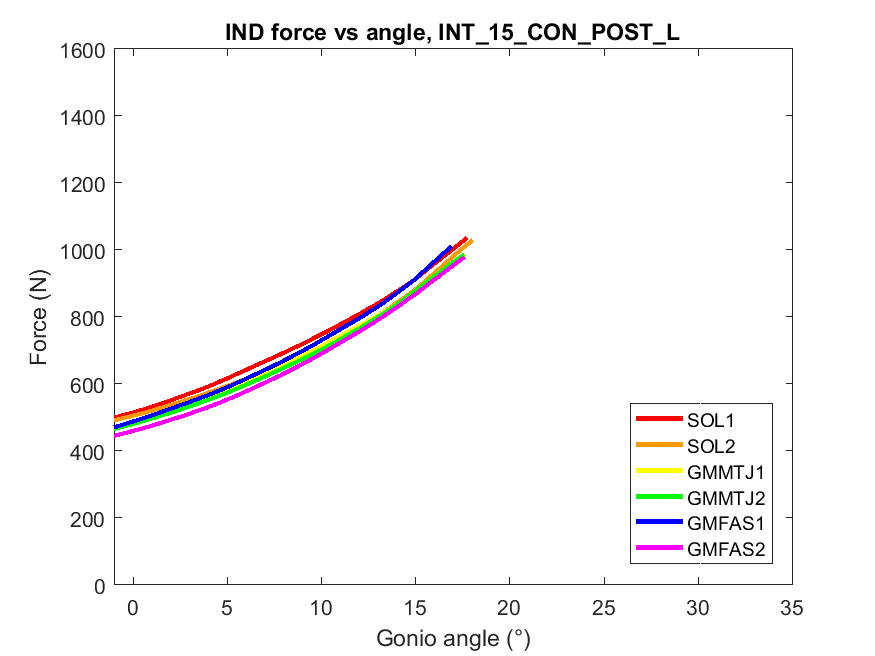 IND force vs angle, INT_15_CON_POST_L
1600
1400
1200
1000
800
600
400
200
0
Force (N)
0 5 10 15 20 25 30 35
Gonio angle (°)
SOL1
SOL2
GMMTJ1
GMMTJ2
GMFAS1
GMFAS2